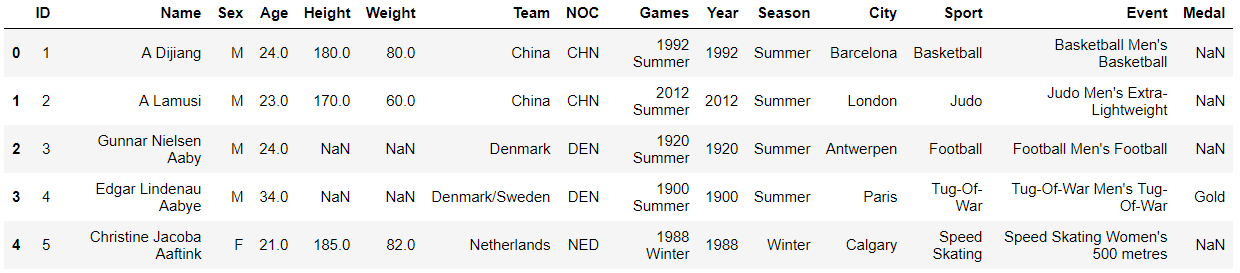 ID Name Sex Age Height Weight Team NOC Games Year Season City Sport Event Medal
0 1 A Dijiang M 24.0 180.0 80.0 China CHN 1992 Summer 1992 Summer Barcelona Basketball Basketball Men's Basketball NaN
1 2 A Lamusi M 23.0 170.0 60.0 China CHN 2012 Summer 2012 Summer London Judo Judo Men's Extra-Lightweight NaN
2 3 Gunnar Nielsen Aaby M 24.0 NaN NaN Denmark DEN 1920 Summer 1920 Summer Antwerpen Football Football Men's Football NaN
3 4 Edgar Lindenau Aabye M 34.0 NaN NaN Denmark/Sweden DEN 1900 Summer 1900 Summer Paris Tug-Of-War Tug-Of-War Men's Tug-Of-War Gold
4 5 Christine Jacoba Aaftink F 21.0 185.0 82.0 Netherlands NED 1988 Winter 1988 Winter Calgary Speed Skating Speed Skating Women's 500 metres NaN